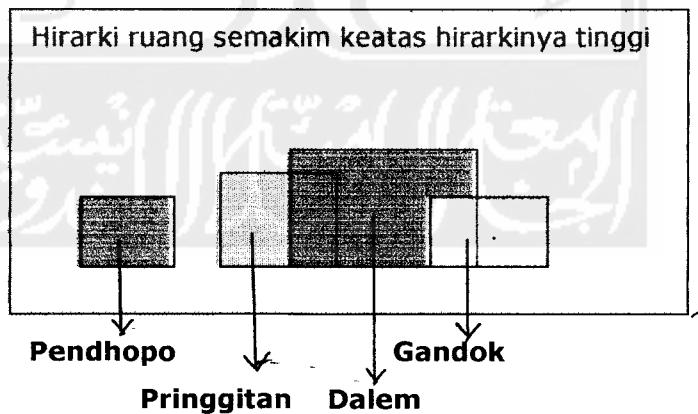 Hirarki ruang semakim keatas hirarkinya tinggi
Pendhopo
Gandok
Pringgitan
Dalem